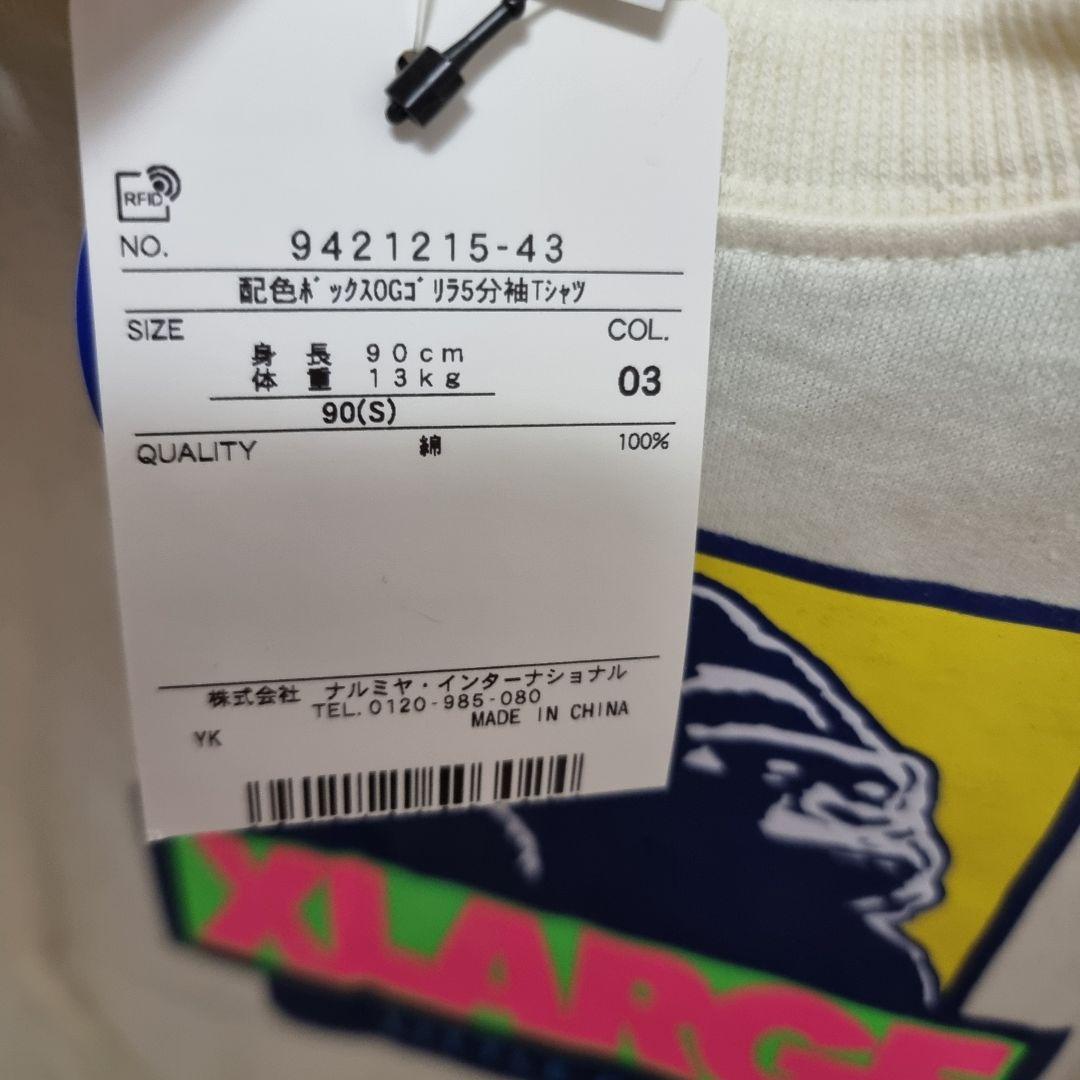 RFID
NO. 9421215-43
配色ﾎﾞｯｸｽOGｺﾞﾘﾗ5分袖Tｼｬﾂ
SIZE COL.
身 長 90cm
体 重 13kg 03
90(S)
QUALITY 綿 100%
株式会社 ナルミヤ・インターナショナル
TEL.0120-985-080
MADE IN CHINA
YK
XLARGE